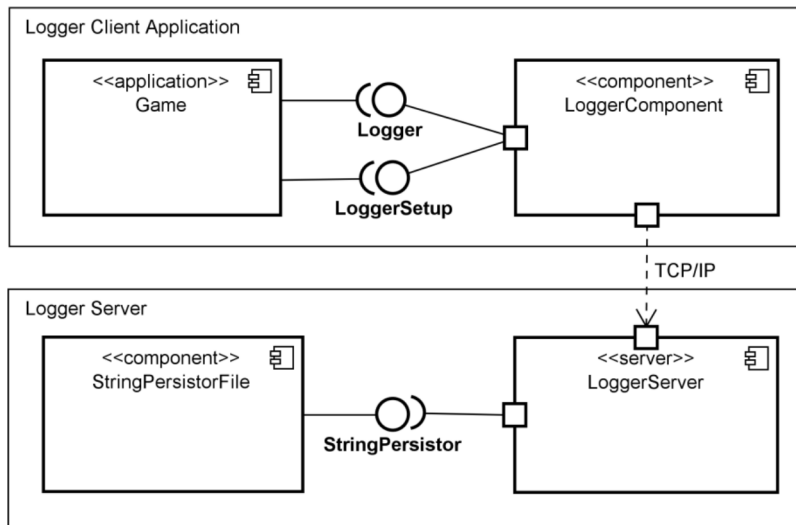 Logger Client Application
<<application>>
Game
Logger
LoggerSetup
<<component>>
LoggerComponent
TCP/IP
Logger Server
<<component>>
StringPersistorFile
StringPersistor
<<server>>
LoggerServer